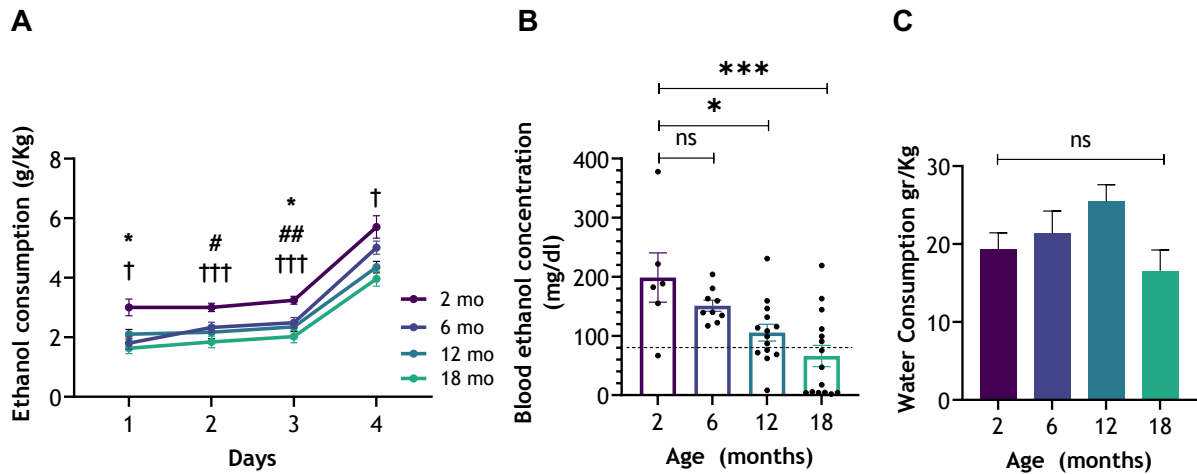 A
Ethanol consumption (g/Kg)
8
6
4
2
0
*
†
#
†††
*
##
†††
†
1 2 3 4
Days
2 mo
6 mo
12 mo
18 mo
B
Blood ethanol concentration
(mg/dl)
***
*
ns
400
300
200
100
0
2 6 12 18
Age (months)
C
Water Consumption gr/Kg
ns
30
20
10
0
2 6 12 18
Age (months)